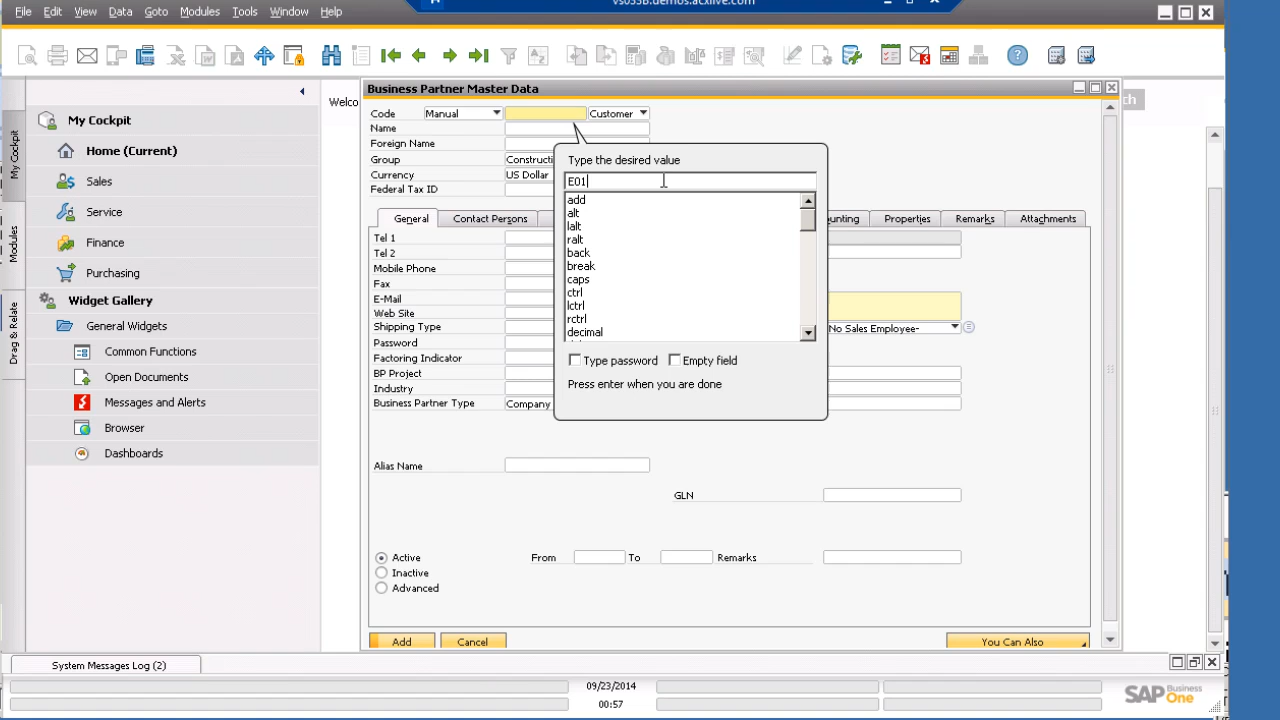 vs053B.demos.acxlive.com
File Edit View Data Goto Modules Tools Window Help
Business Partner Master Data
My Cockpit
Modules
Drag & Relate
My Cockpit
Home (Current)
Sales
Service
Finance
Purchasing
Widget Gallery
General Widgets
Common Functions
Open Documents
Messages and Alerts
Browser
Dashboards
Welco
ch
Code Manual Customer
Name
Foreign Name
Group Constructi
Currency US Dollar
Federal Tax ID
Type the desired value
E01
add
alt
lalt
ralt
back
break
caps
ctrl
lctrl
rctrl
decimal
Type password Empty field
Press enter when you are done
General Contact Persons unting Properties Remarks Attachments
Tel 1
Tel 2
Mobile Phone
Fax
E-Mail
Web Site
Shipping Type No Sales Employee-
Password
Factoring Indicator
BP Project
Industry
Business Partner Type Company
Alias Name
GLN
Active From To Remarks
Inactive
Advanced
Add Cancel You Can Also
System Messages Log (2)
09/23/2014
00:57
SAP Business One